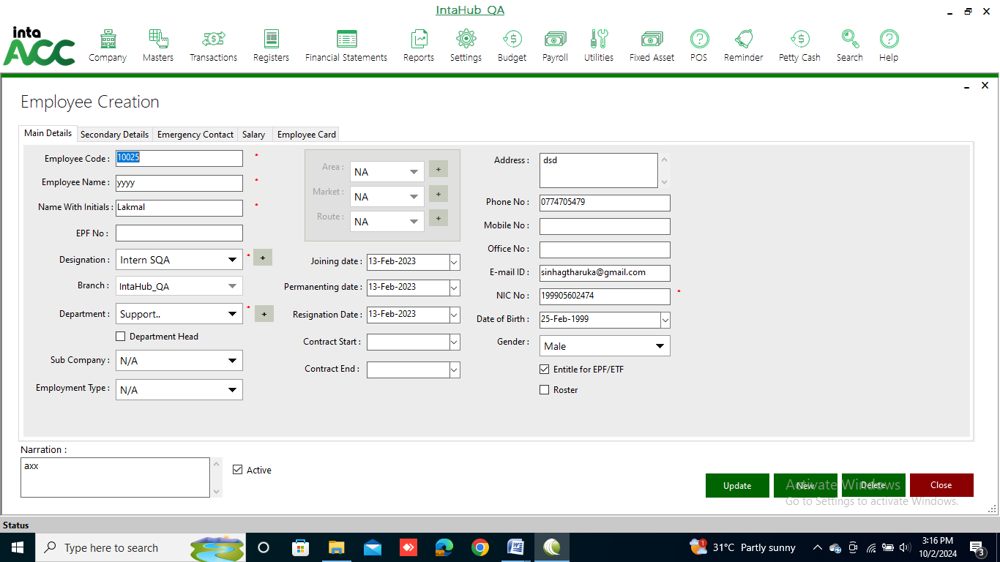 IntaHub_QA
inta
ACC
Company Masters Transactions Registers Financial Statements Reports Settings Budget Payroll Utilities Fixed Asset POS Reminder Petty Cash Search Help
Employee Creation
Main Details Secondary Details Emergency Contact Salary Employee Card
Employee Code : 10025 *
Employee Name : yyyy *
Name With Initials : Lakmal *
EPF No :
Designation : Intern SQA * +
Branch : IntaHub_QA
Department : Support.. * +
Department Head
Sub Company : N/A
Employment Type : N/A
Area : NA +
Market : NA +
Route : NA +
Joining date : 13-Feb-2023
Permanenting date : 13-Feb-2023
Resignation Date : 13-Feb-2023
Contract Start :
Contract End :
Address : dsd
Phone No : 0774705479
Mobile No :
Office No :
E-mail ID : sinhagtharuka@gmail.com
NIC No : 199905602474 *
Date of Birth : 25-Feb-1999
Gender : Male
Entitle for EPF/ETF
Roster
Narration :
axx
Active
Update New Delete Close
Activate Windows
Go to Settings to activate Windows.
Status
Type here to search
1
31°C Partly sunny
3:16 PM
10/2/2024
3